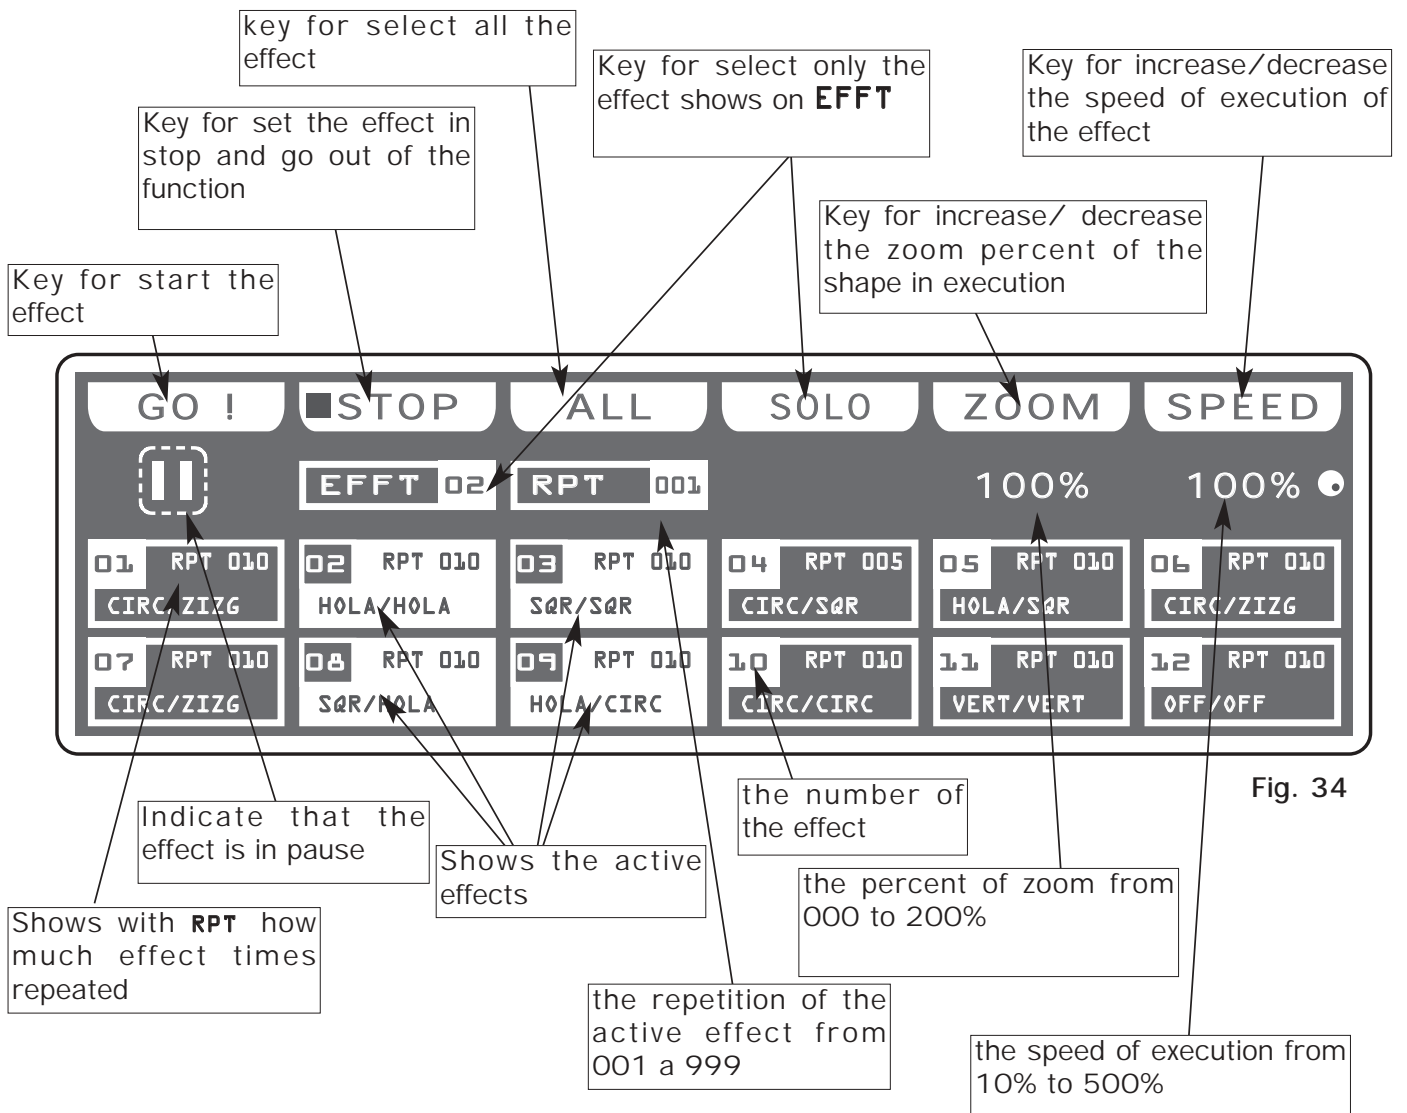 key for select all the
effect
Key for select only the
effect shows on EFFT
Key for increase/decrease
the speed of execution of
the effect
Key for set the effect in
stop and go out of the
function
Key for increase/ decrease
the zoom percent of the
shape in execution
Key for start the
effect
GO !
STOP
ALL
SOLO
ZOOM
SPEED
EFFT 02
RPT 001
100%
100%
01 RPT 010
CIRC/ZIZG
02 RPT 010
HOLA/HOLA
03 RPT 010
SQR/SQR
04 RPT 005
CIRC/SQR
05 RPT 010
HOLA/SQR
06 RPT 010
CIRC/ZIZG
07 RPT 010
CIRC/ZIZG
08 RPT 010
SQR/HOLA
09 RPT 010
HOLA/CIRC
10 RPT 010
CIRC/CIRC
11 RPT 010
VERT/VERT
12 RPT 010
OFF/OFF
Fig. 34
Indicate that the
effect is in pause
Shows the active
effects
the number of
the effect
the percent of zoom from
000 to 200%
Shows with RPT how
much effect times
repeated
the repetition of the
active effect from
001 a 999
the speed of execution from
10% to 500%